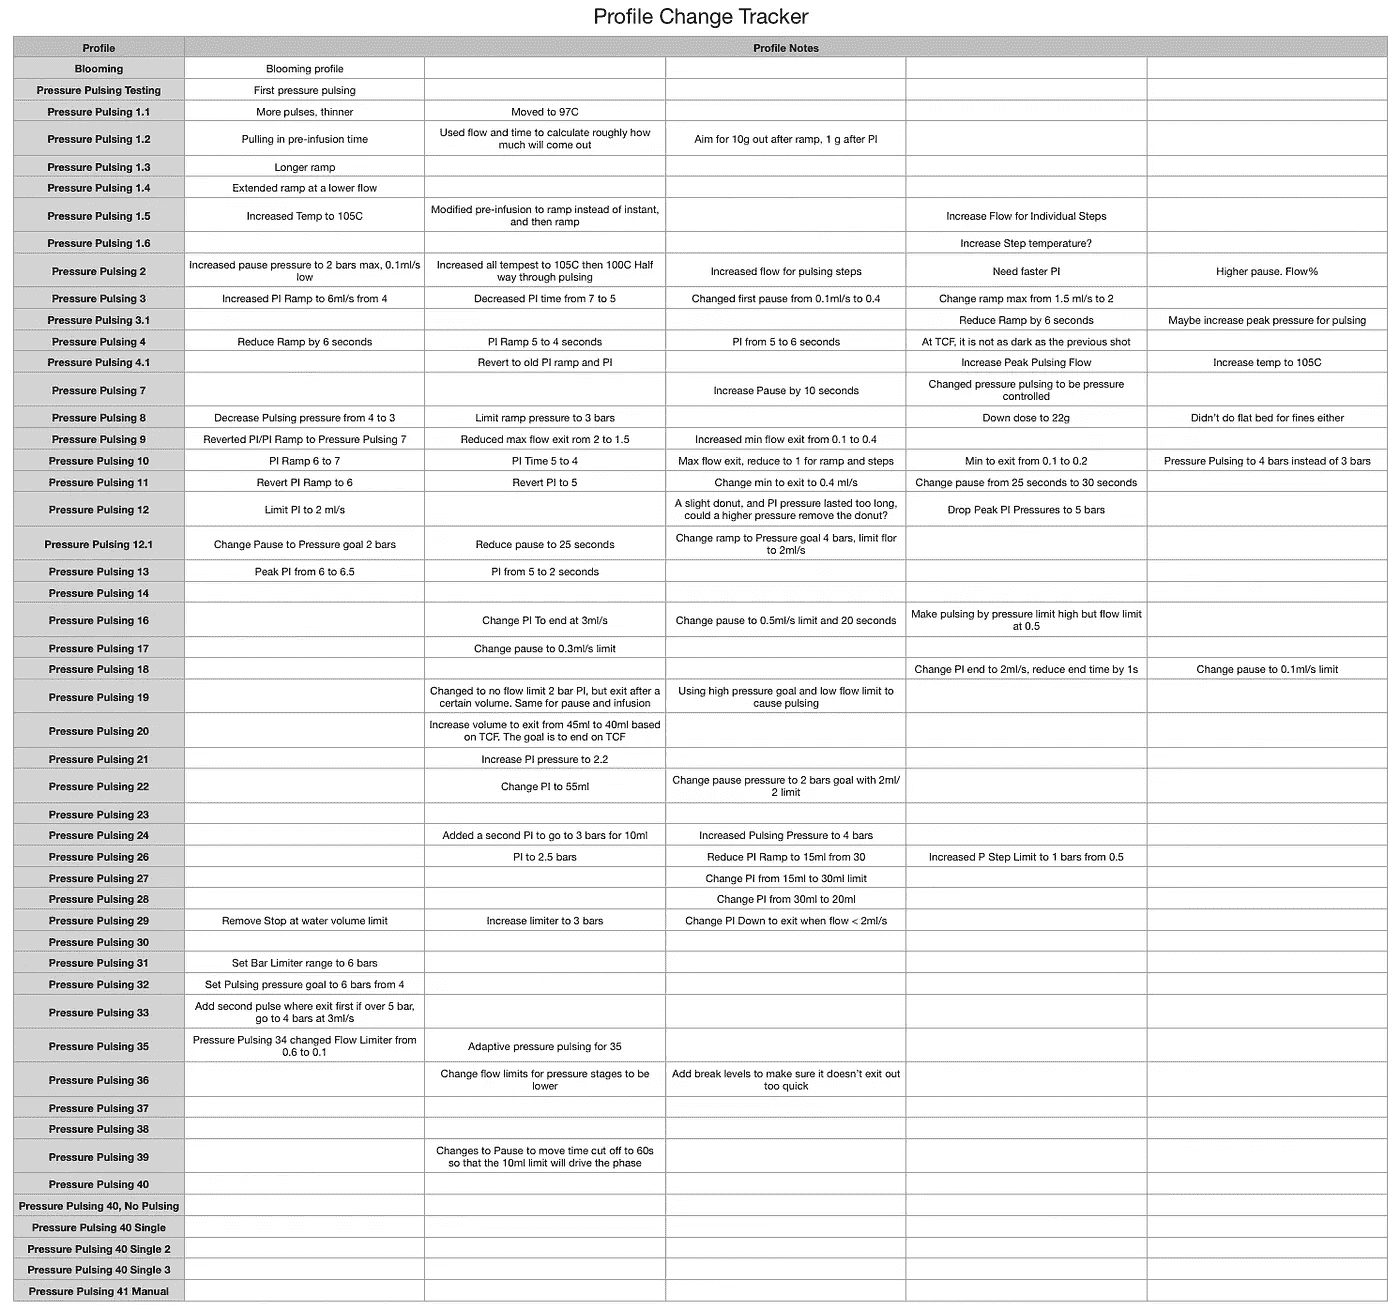 Profile Change Tracker
Profile Profile Notes
Blooming Blooming profile
Pressure Pulsing Testing First pressure pulsing
Pressure Pulsing 1.1 More pulses, thinner Moved to 97C
Pressure Pulsing 1.2 Pulling in pre-infusion time Used flow and time to calculate roughly how much will come out Aim for 10g out after ramp, 1 g after PI
Pressure Pulsing 1.3 Longer ramp
Pressure Pulsing 1.4 Extended ramp at a lower flow
Pressure Pulsing 1.5 Increased Temp to 105C Modified pre-infusion to ramp instead of instant, and then ramp Increase Flow for Individual Steps
Pressure Pulsing 1.6 Increase Step temperature?
Pressure Pulsing 2 Increased pause pressure to 2 bars max, 0.1ml/s low Increased all tempest to 105C then 100C Half way through pulsing Increased flow for pulsing steps Need faster PI Higher pause. Flow%
Pressure Pulsing 3 Increased PI Ramp to 6ml/s from 4 Decreased PI time from 7 to 5 Changed first pause from 0.1ml/s to 0.4 Change ramp max from 1.5 ml/s to 2
Pressure Pulsing 3.1 Reduce Ramp by 6 seconds Maybe increase peak pressure for pulsing
Pressure Pulsing 4 Reduce Ramp by 6 seconds PI Ramp 5 to 4 seconds PI from 5 to 6 seconds At TCF, it is not as dark as the previous shot
Pressure Pulsing 4.1 Revert to old PI ramp and PI Increase Peak Pulsing Flow Increase temp to 105C
Pressure Pulsing 7 Increase Pause by 10 seconds Changed pressure pulsing to be pressure controlled
Pressure Pulsing 8 Decrease Pulsing pressure from 4 to 3 Limit ramp pressure to 3 bars Down dose to 22g Didn't do flat bed for fines either
Pressure Pulsing 9 Reverted PI/PI Ramp to Pressure Pulsing 7 Reduced max flow exit rom 2 to 1.5 Increased min flow exit from 0.1 to 0.4
Pressure Pulsing 10 PI Ramp 6 to 7 PI Time 5 to 4 Max flow exit, reduce to 1 for ramp and steps Min to exit from 0.1 to 0.2 Pressure Pulsing to 4 bars instead of 3 bars
Pressure Pulsing 11 Revert PI Ramp to 6 Revert PI to 5 Change min to exit to 0.4 ml/s Change pause from 25 seconds to 30 seconds
Pressure Pulsing 12 Limit PI to 2 ml/s A slight donut, and PI pressure lasted too long, could a higher pressure remove the donut? Drop Peak PI Pressures to 5 bars
Pressure Pulsing 12.1 Change Pause to Pressure goal 2 bars Reduce pause to 25 seconds Change ramp to Pressure goal 4 bars, limit flor to 2ml/s
Pressure Pulsing 13 Peak PI from 6 to 6.5 PI from 5 to 2 seconds
Pressure Pulsing 14
Pressure Pulsing 16 Change PI To end at 3ml/s Change pause to 0.5ml/s limit and 20 seconds Make pulsing by pressure limit high but flow limit at 0.5
Pressure Pulsing 17 Change pause to 0.3ml/s limit
Pressure Pulsing 18 Change PI end to 2ml/s, reduce end time by 1s Change pause to 0.1ml/s limit
Pressure Pulsing 19 Changed to no flow limit 2 bar PI, but exit after a certain volume. Same for pause and infusion Using high pressure goal and low flow limit to cause pulsing
Pressure Pulsing 20 Increase volume to exit from 45ml to 40ml based on TCF. The goal is to end on TCF
Pressure Pulsing 21 Increase PI pressure to 2.2
Pressure Pulsing 22 Change PI to 55ml Change pause pressure to 2 bars goal with 2ml/2 limit
Pressure Pulsing 23
Pressure Pulsing 24 Added a second PI to go to 3 bars for 10ml Increased Pulsing Pressure to 4 bars
Pressure Pulsing 26 PI to 2.5 bars Reduce PI Ramp to 15ml from 30 Increased P Step Limit to 1 bars from 0.5
Pressure Pulsing 27 Change PI from 15ml to 30ml limit
Pressure Pulsing 28 Change PI from 30ml to 20ml
Pressure Pulsing 29 Remove Stop at water volume limit Increase limiter to 3 bars Change PI Down to exit when flow < 2ml/s
Pressure Pulsing 30
Pressure Pulsing 31 Set Bar Limiter range to 6 bars
Pressure Pulsing 32 Set Pulsing pressure goal to 6 bars from 4
Pressure Pulsing 33 Add second pulse where exit first if over 5 bar, go to 4 bars at 3ml/s
Pressure Pulsing 35 Pressure Pulsing 34 changed Flow Limiter from 0.6 to 0.1 Adaptive pressure pulsing for 35
Pressure Pulsing 36 Change flow limits for pressure stages to be lower Add break levels to make sure it doesn't exit out too quick
Pressure Pulsing 37
Pressure Pulsing 38
Pressure Pulsing 39 Changes to Pause to move time cut off to 60s so that the 10ml limit will drive the phase
Pressure Pulsing 40
Pressure Pulsing 40, No Pulsing
Pressure Pulsing 40 Single
Pressure Pulsing 40 Single 2
Pressure Pulsing 40 Single 3
Pressure Pulsing 41 Manual